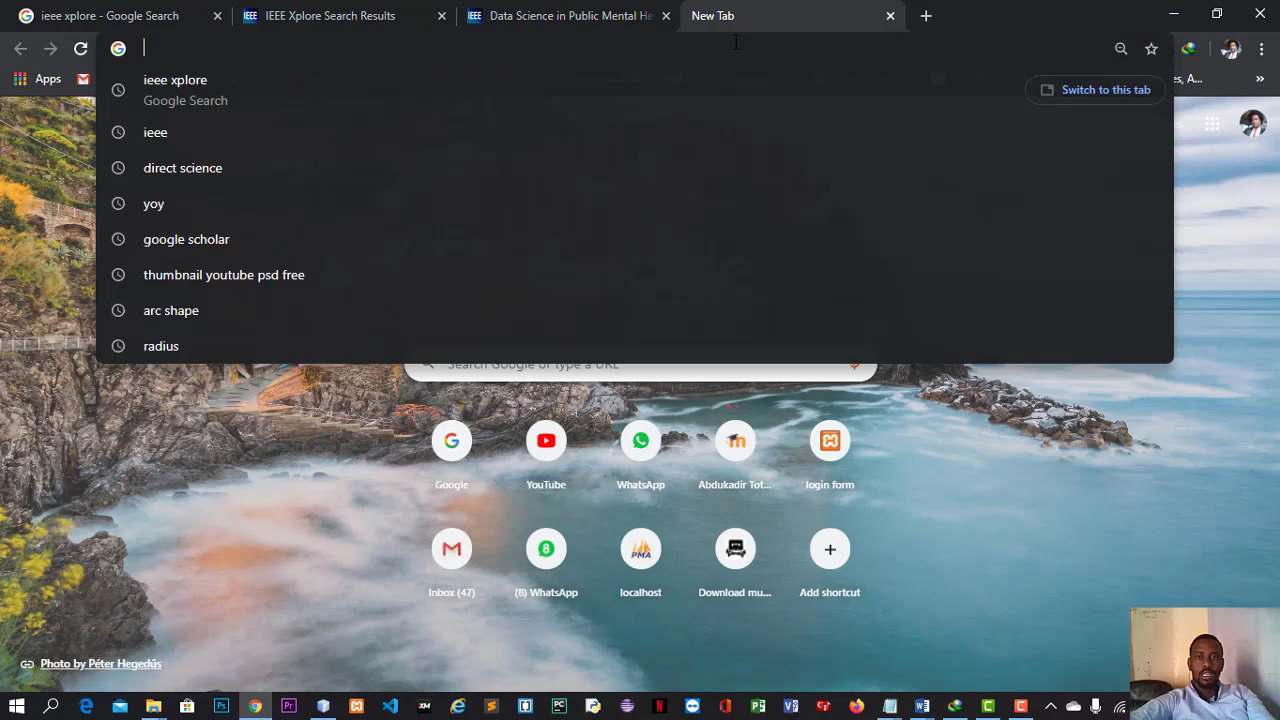 ieee xplore - Google Search
IEEE Xplore Search Results
Data Science in Public Mental He
New Tab
ieee xplore
Google Search
Switch to this tab
Apps
es, A...
ieee
direct science
yoy
google scholar
thumbnail youtube psd free
arc shape
radius
Search Google or type a URL
Google
YouTube
WhatsApp
Abdukadir Tot...
login form
Inbox (47)
(8) WhatsApp
localhost
Download mu...
Add shortcut
Photo by Péter Hegedűs